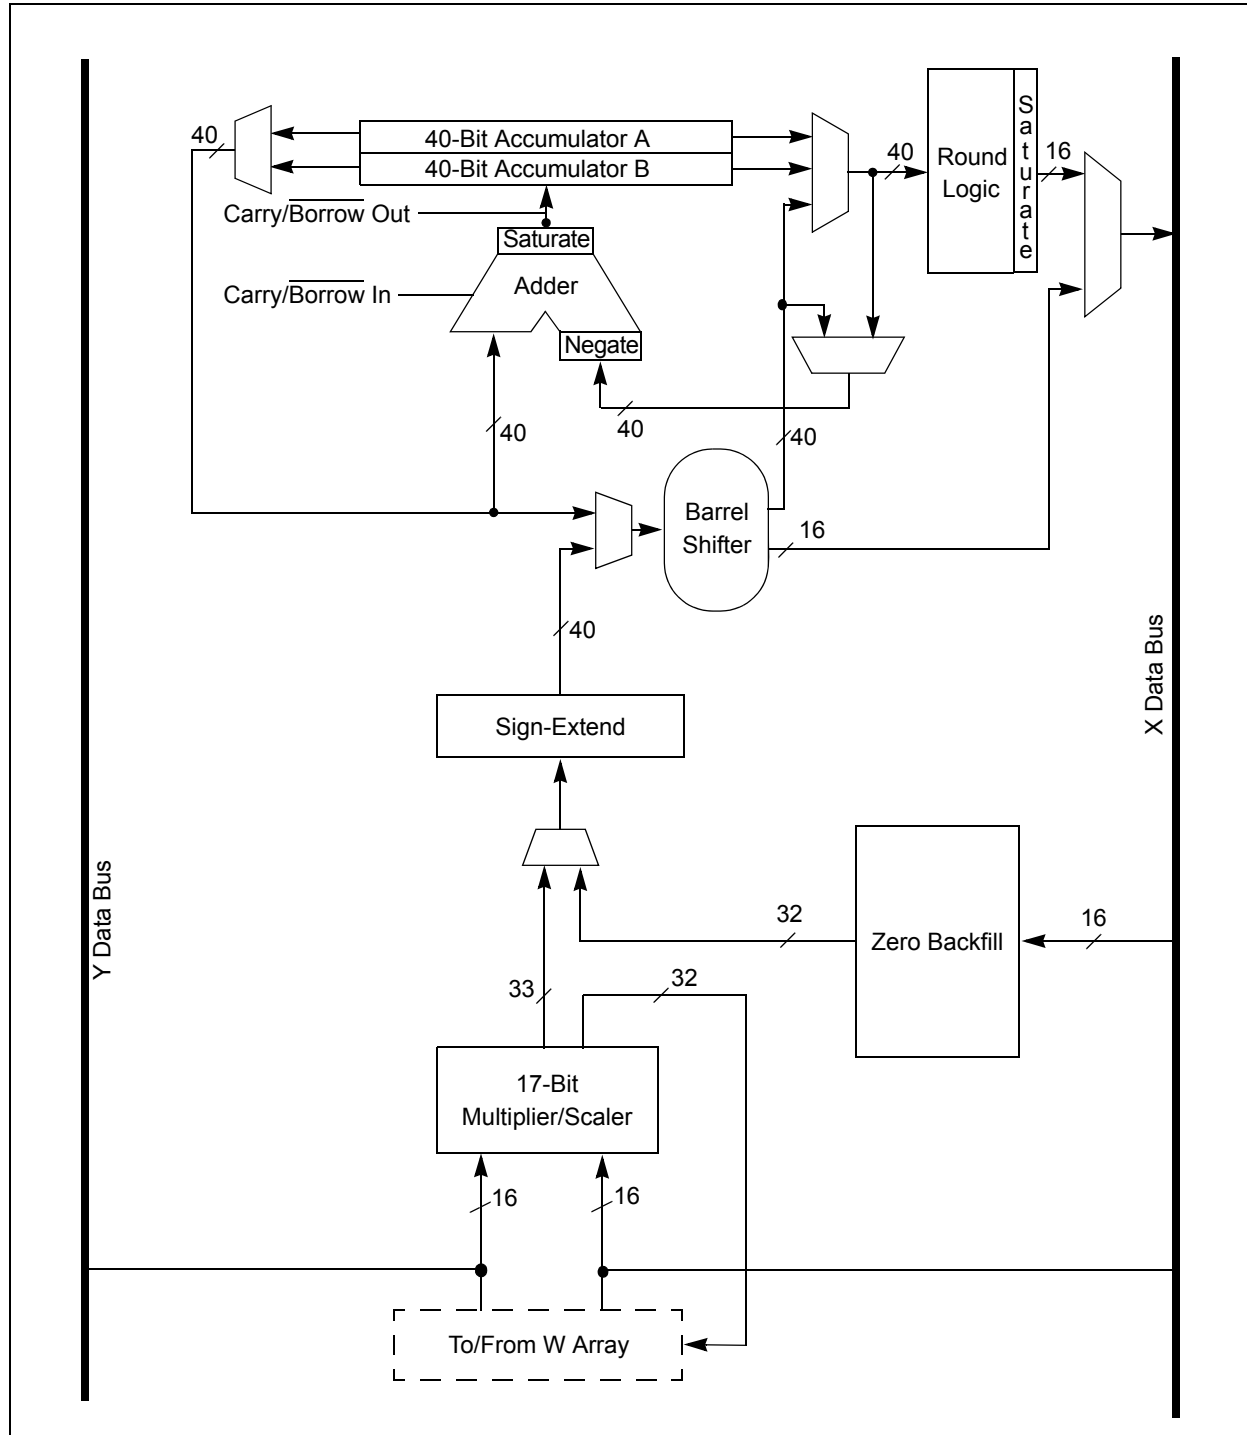 40
40-Bit Accumulator A
40-Bit Accumulator B
Carry/Borrow Out
Saturate
Carry/Borrow In
Adder
Negate
40
Round
Logic
Saturate
16
40
40
40
Barrel
Shifter
16
40
Sign-Extend
X Data Bus
Y Data Bus
32
Zero Backfill
16
33
32
17-Bit
Multiplier/Scaler
16
16
To/From W Array